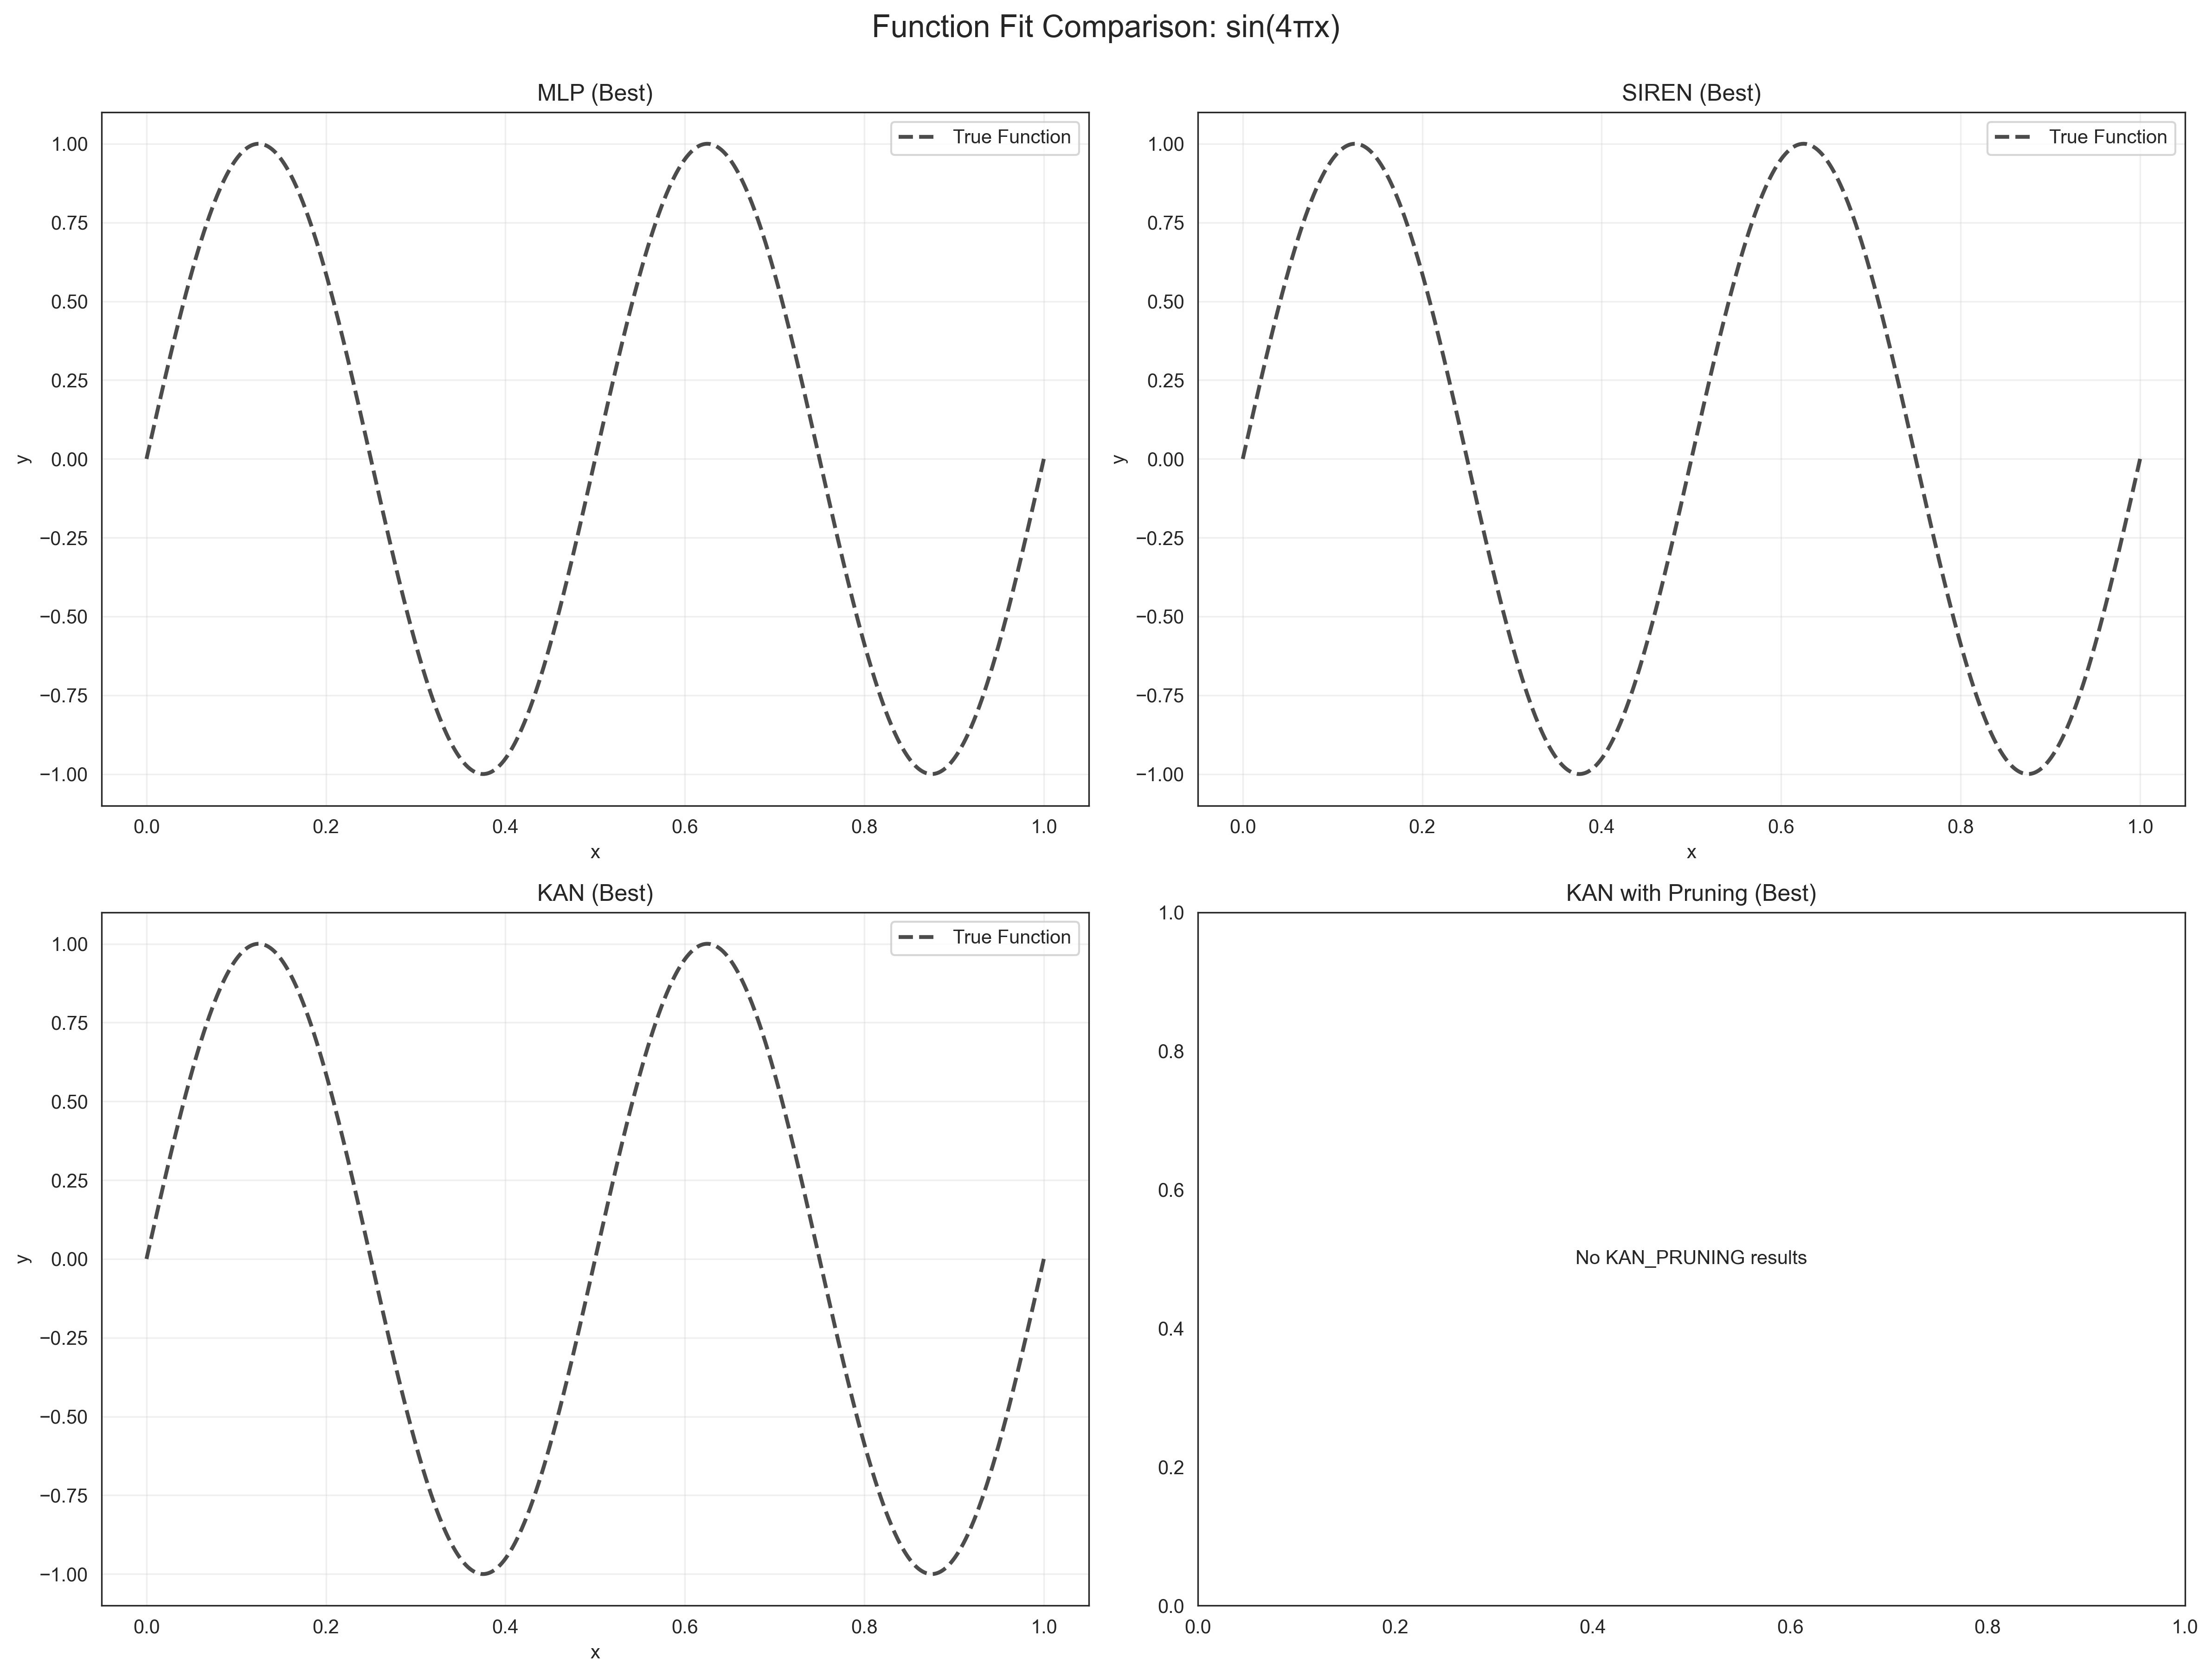 Function Fit Comparison: sin(4πx)
MLP (Best)
True Function
1.00
0.75
0.50
0.25
0.00
−0.25
−0.50
−0.75
−1.00
y
0.0 0.2 0.4 0.6 0.8 1.0
x
SIREN (Best)
True Function
1.00
0.75
0.50
0.25
0.00
−0.25
−0.50
−0.75
−1.00
y
0.0 0.2 0.4 0.6 0.8 1.0
x
KAN (Best)
True Function
1.00
0.75
0.50
0.25
0.00
−0.25
−0.50
−0.75
−1.00
y
0.0 0.2 0.4 0.6 0.8 1.0
x
KAN with Pruning (Best)
1.0
0.8
0.6
No KAN_PRUNING results
0.4
0.2
0.0
0.0 0.2 0.4 0.6 0.8 1.0